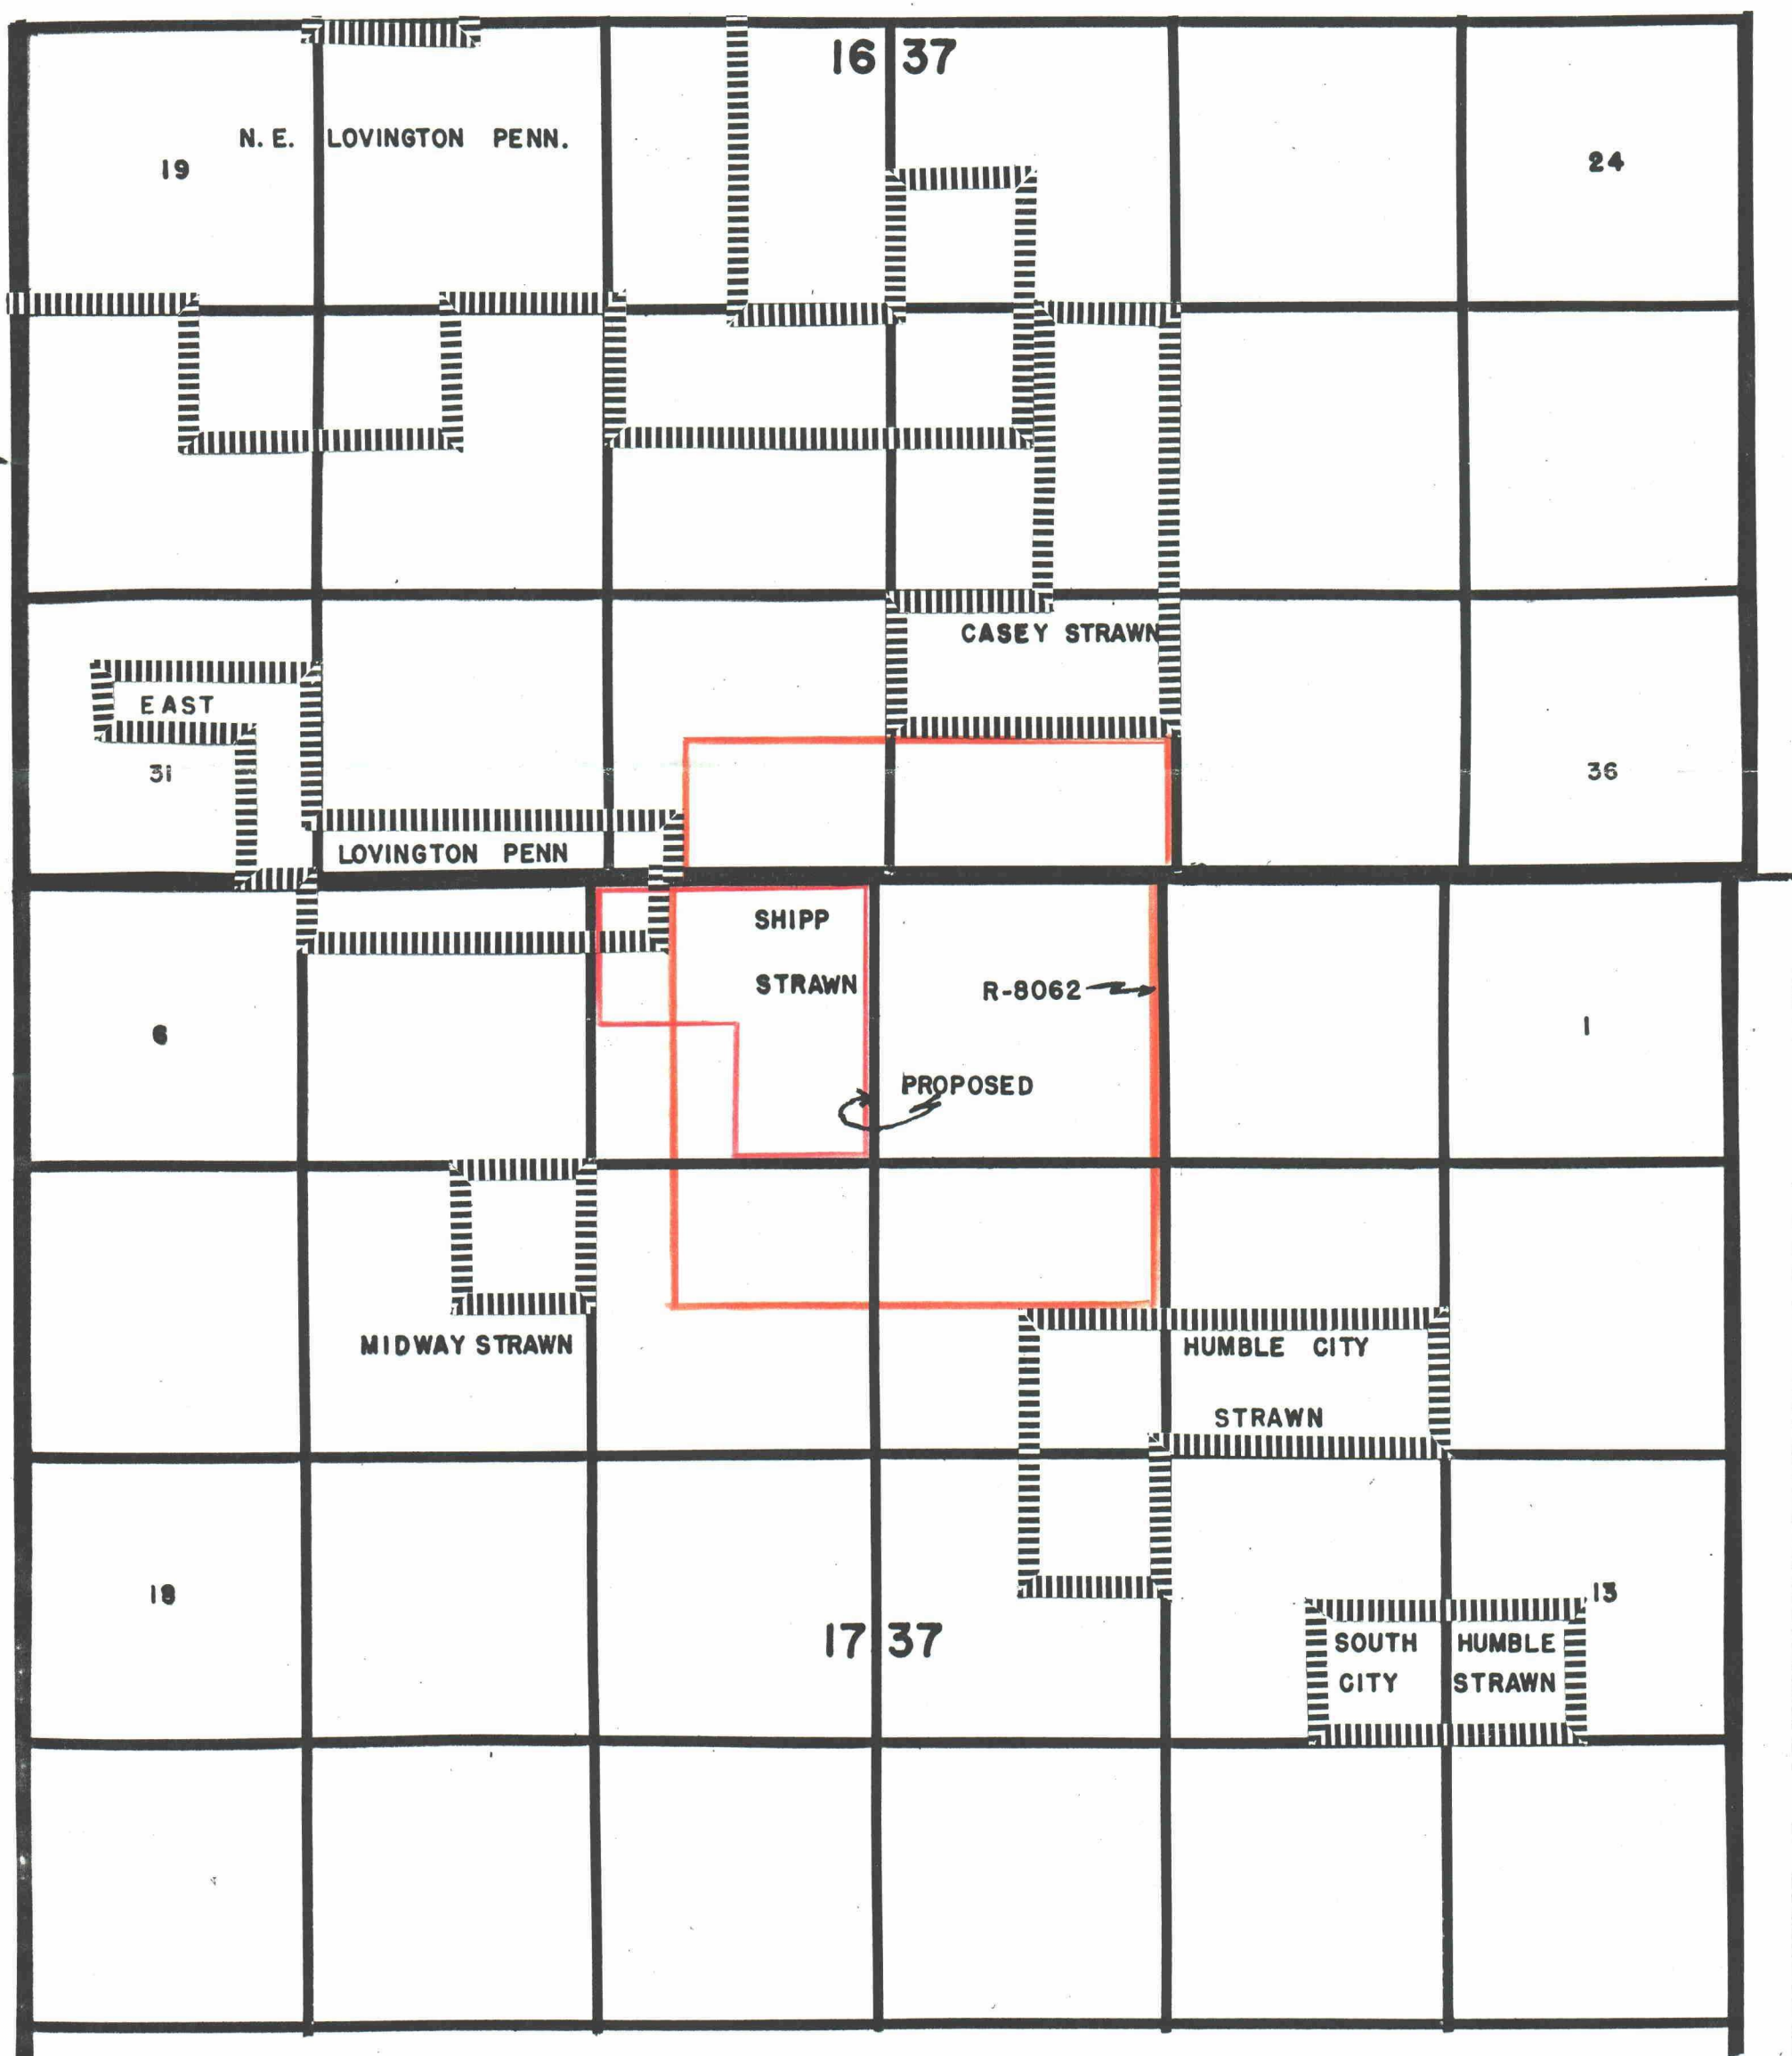 16 37
N. E. LOVINGTON PENN.
19
24
CASEY STRAWN
EAST
31
36
LOVINGTON PENN
SHIPP
STRAWN
R-8062
6
1
PROPOSED
MIDWAY STRAWN
HUMBLE CITY
STRAWN
18
13
17 37
SOUTH HUMBLE
CITY STRAWN